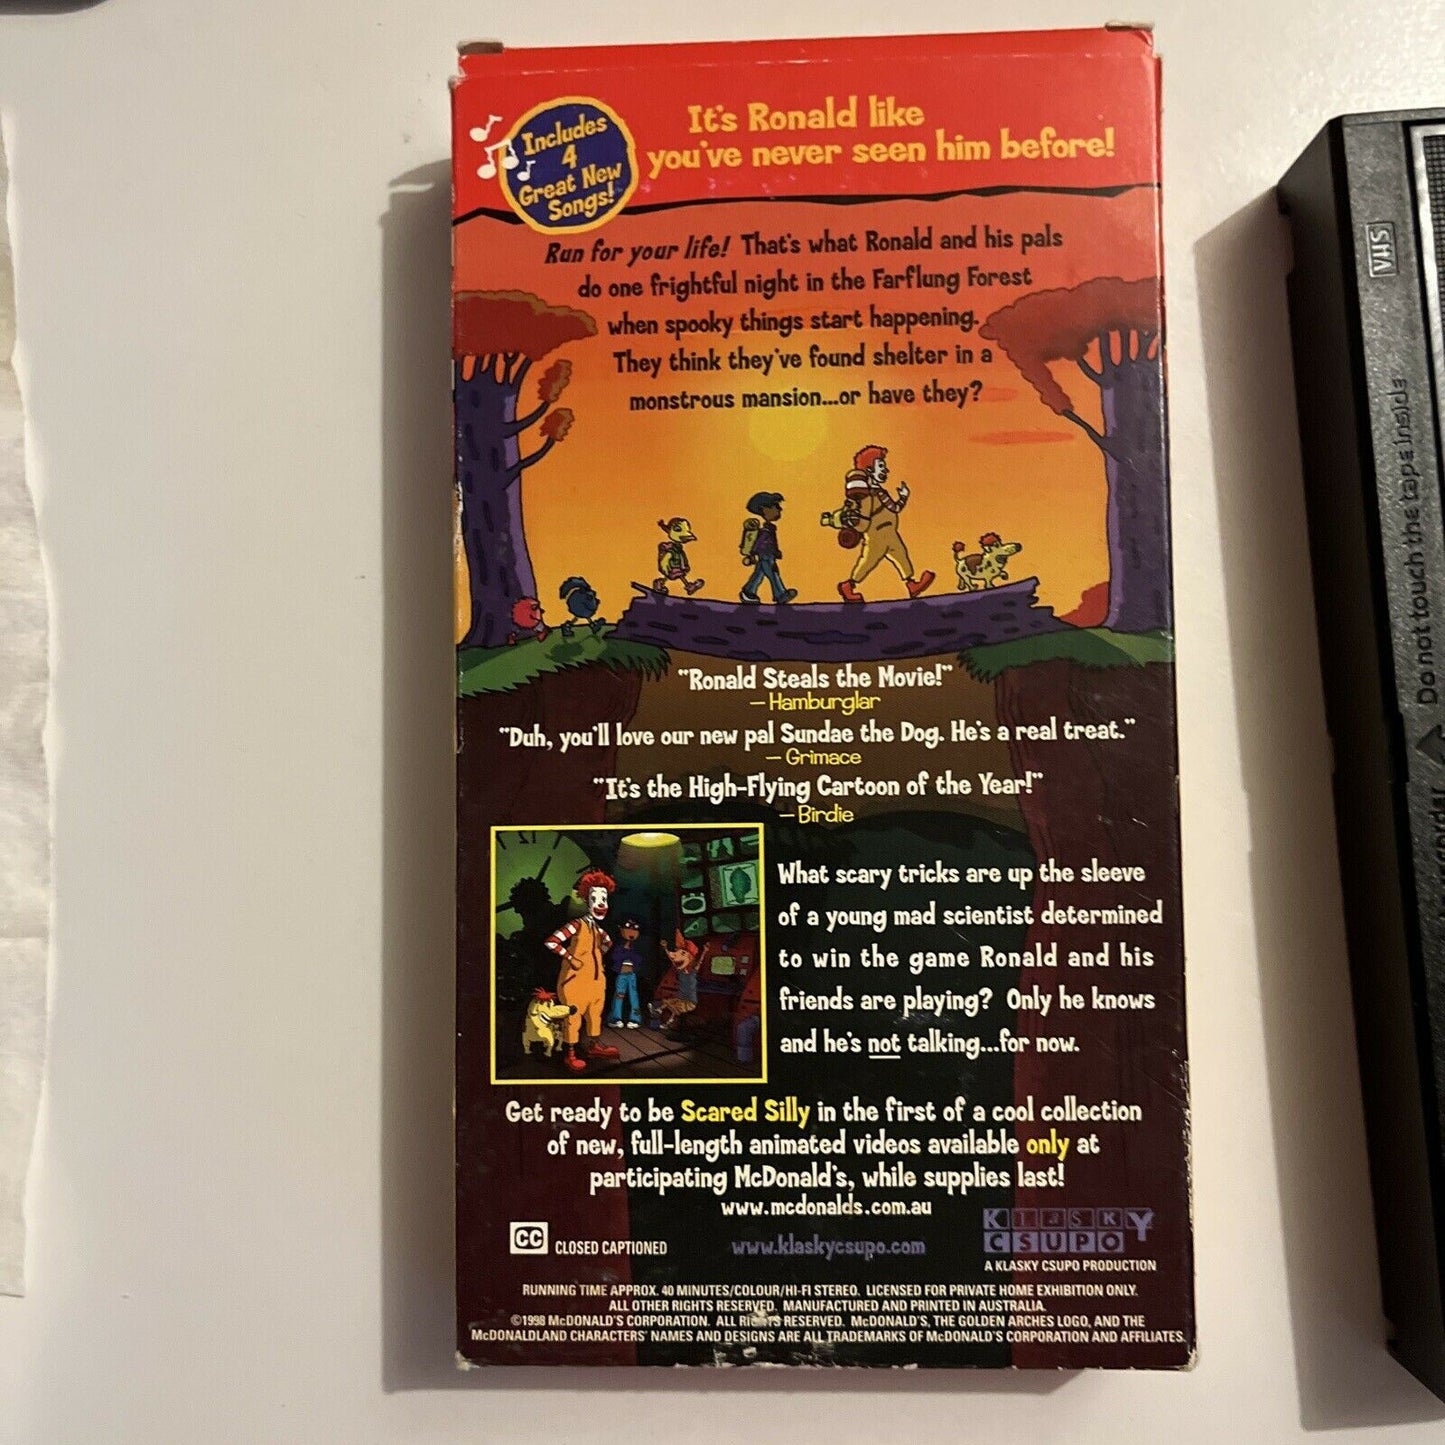 Includes
4
Great New
Songs!
It's Ronald like
you've never seen him before!
Run for your life! That's what Ronald and his pals
do one frightful night in the Farflung Forest
when spooky things start happening.
They think they've found shelter in a
monstrous mansion...or have they?
"Ronald Steals the Movie!"
—Hamburglar
"Duh, you'll love our new pal Sundae the Dog. He's a real treat."
—Grimace
"It's the High-Flying Cartoon of the Year!"
—Birdie
12
What scary tricks are up the sleeve
of a young mad scientist determined
to win the game Ronald and his
friends are playing? Only he knows
and he's not talking...for now.
Get ready to be Scared Silly in the first of a cool collection
of new, full-length animated videos available only at
participating McDonald's, while supplies last!
www.mcdonalds.com.au
CC CLOSED CAPTIONED
www.klaskycsupo.com
KLASKY
CSUPO
A KLASKY CSUPO PRODUCTION
RUNNING TIME APPROX. 40 MINUTES/COLOUR/HI-FI STEREO. LICENSED FOR PRIVATE HOME EXHIBITION ONLY.
ALL OTHER RIGHTS RESERVED. MANUFACTURED AND PRINTED IN AUSTRALIA.
©1998 McDONALD'S CORPORATION. ALL RIGHTS RESERVED. McDONALD'S, THE GOLDEN ARCHES LOGO, AND THE
McDONALDLAND CHARACTERS' NAMES AND DESIGNS ARE ALL TRADEMARKS OF McDONALD'S CORPORATION AND AFFILIATES.
VHS
Do not touch the tape inside